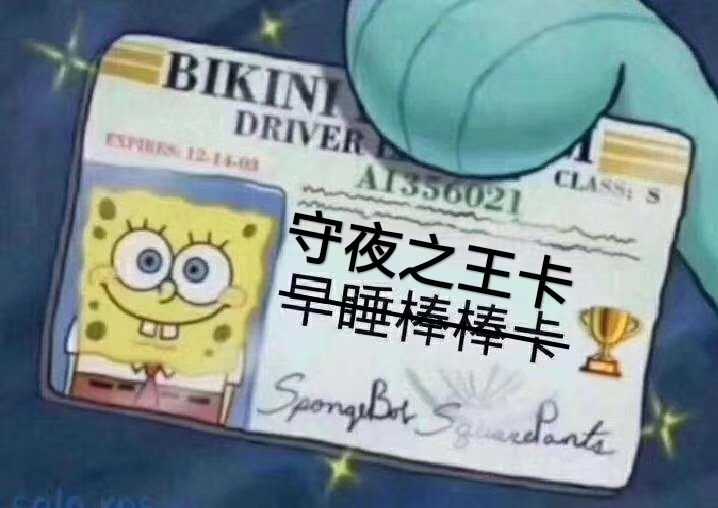 BIKINI
DRIVER
EXPIRES: 12-14-03
AI356021
CLASS: S
守夜之王卡
早睡棒棒卡
SpongeBob SquarePants